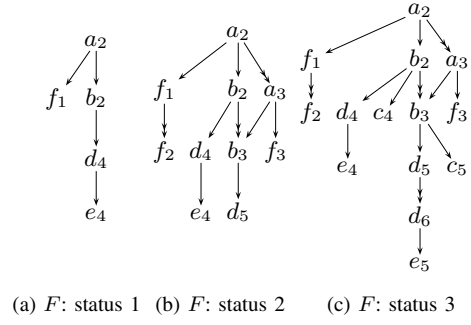 a₂
f₁ b₂
d₄
e₄
(a) F: status 1
a₂
f₁ b₂ a₃
f₂ d₄ b₃ f₃
e₄ d₅
(b) F: status 2
a₂
f₁ b₂ a₃
f₂ d₄ c₄ b₃ f₃
e₄ d₅ c₅
d₆
e₅
(c) F: status 3